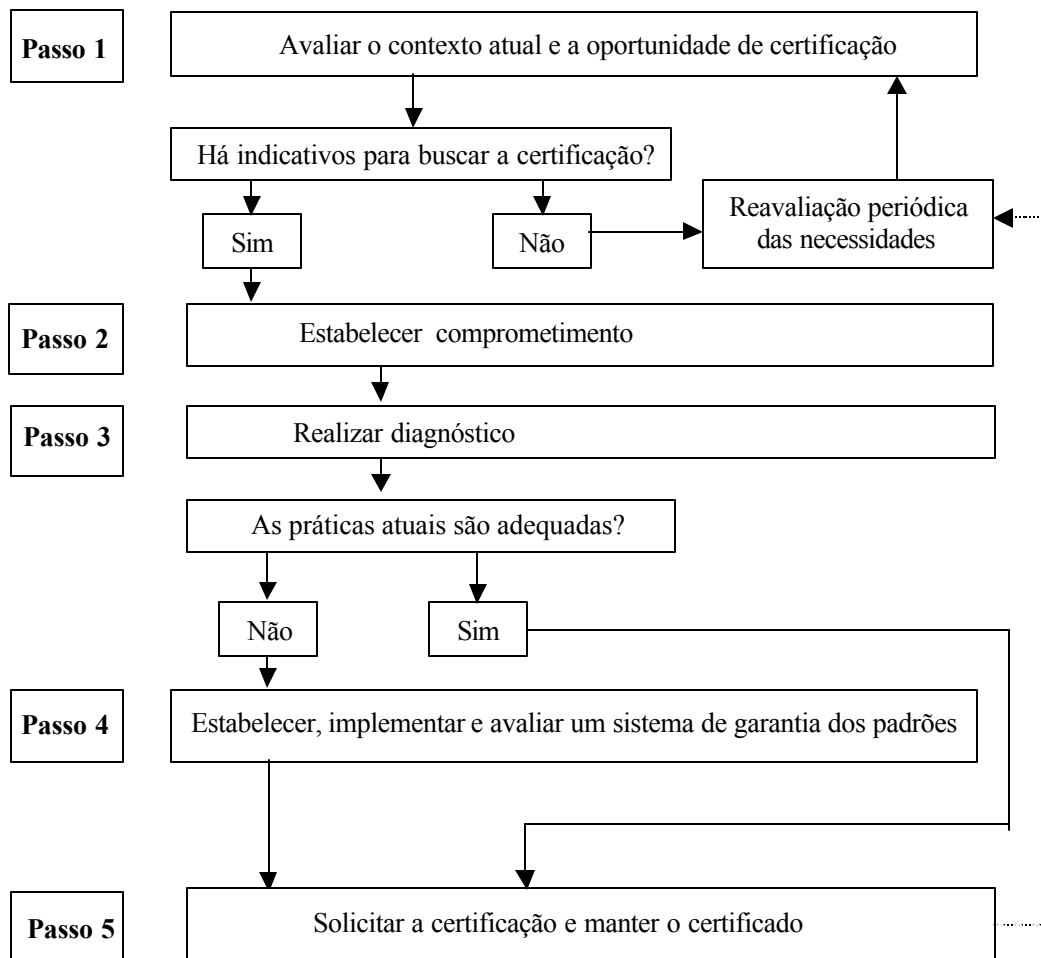 Passo 1
Avaliar o contexto atual e a oportunidade de certificação
Há indicativos para buscar a certificação?
Sim
Não
Reavaliação periódica
das necessidades
Passo 2
Estabelecer comprometimento
Passo 3
Realizar diagnóstico
As práticas atuais são adequadas?
Não
Sim
Passo 4
Estabelecer, implementar e avaliar um sistema de garantia dos padrões
Passo 5
Solicitar a certificação e manter o certificado